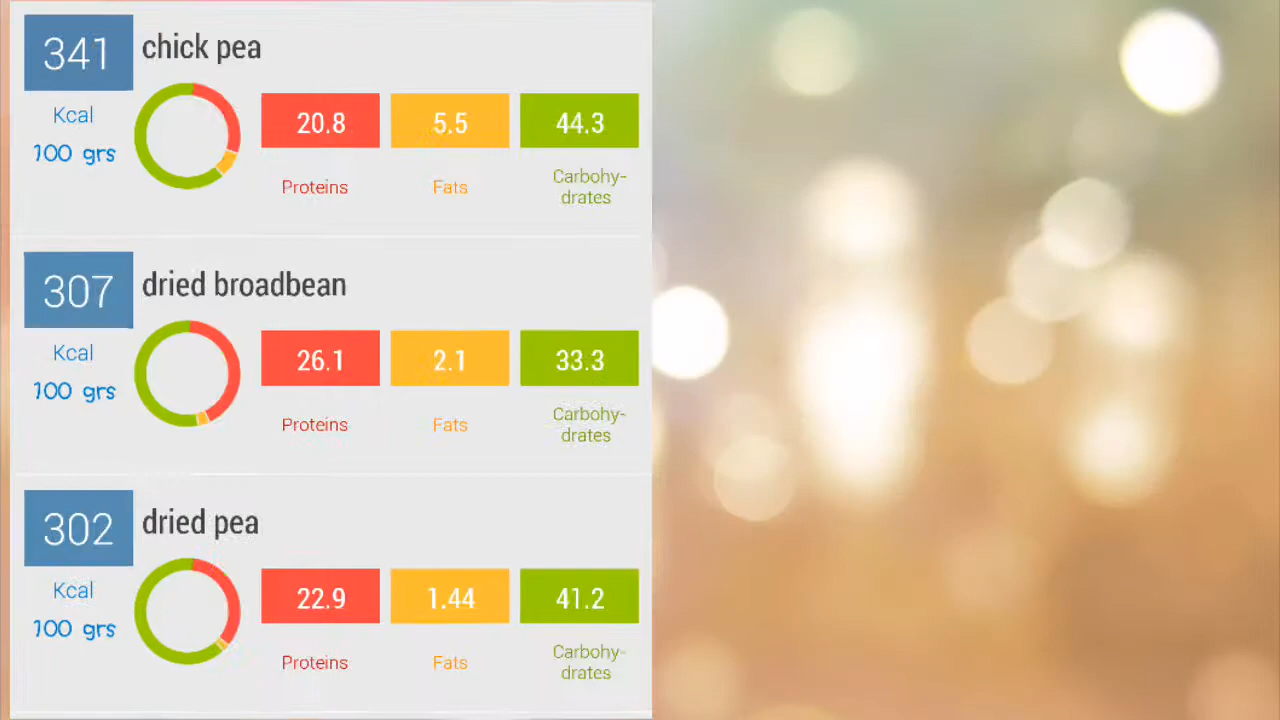 341
chick pea
Kcal
100 grs
20.8
5.5
44.3
Proteins
Fats
Carbohy-
drates
307
dried broadbean
Kcal
100 grs
26.1
2.1
33.3
Proteins
Fats
Carbohy-
drates
302
dried pea
Kcal
100 grs
22.9
1.44
41.2
Proteins
Fats
Carbohy-
drates